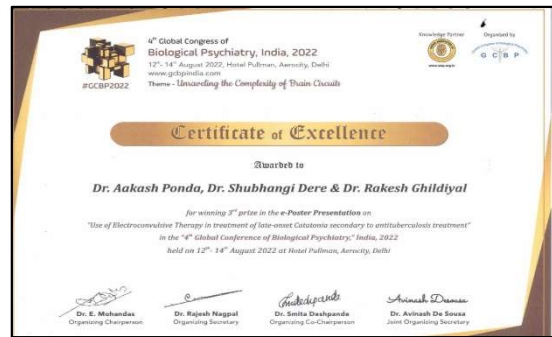 4th Global Congress of
Biological Psychiatry, India, 2022
12th- 14th August 2022, Hotel Pullman, Aerocity, Delhi
www.gcbpindia.com
Theme - Unraveling the Complexity of Brain Circuits
#GCBP2022
Knowledge Partner
Organized by
G C B P
Certificate of Excellence
Awarded to
Dr. Aakash Ponda, Dr. Shubhangi Dere & Dr. Rakesh Ghildiyal
for winning 3rd prize in the e-Poster Presentation on
"Use of Electroconvulsive Therapy in treatment of late-onset Catatonia secondary to antituberculosis treatment"
in the "4th Global Conference of Biological Psychiatry," India, 2022
held on 12th- 14th August 2022 at Hotel Pullman, Aerocity, Delhi
Dr. E. Mohandas
Organizing Chairperson
Dr. Rajesh Nagpal
Organizing Secretary
Dr. Smita Deshpande
Organizing Co-Chairperson
Dr. Avinash De Sousa
Joint Organizing Secretary